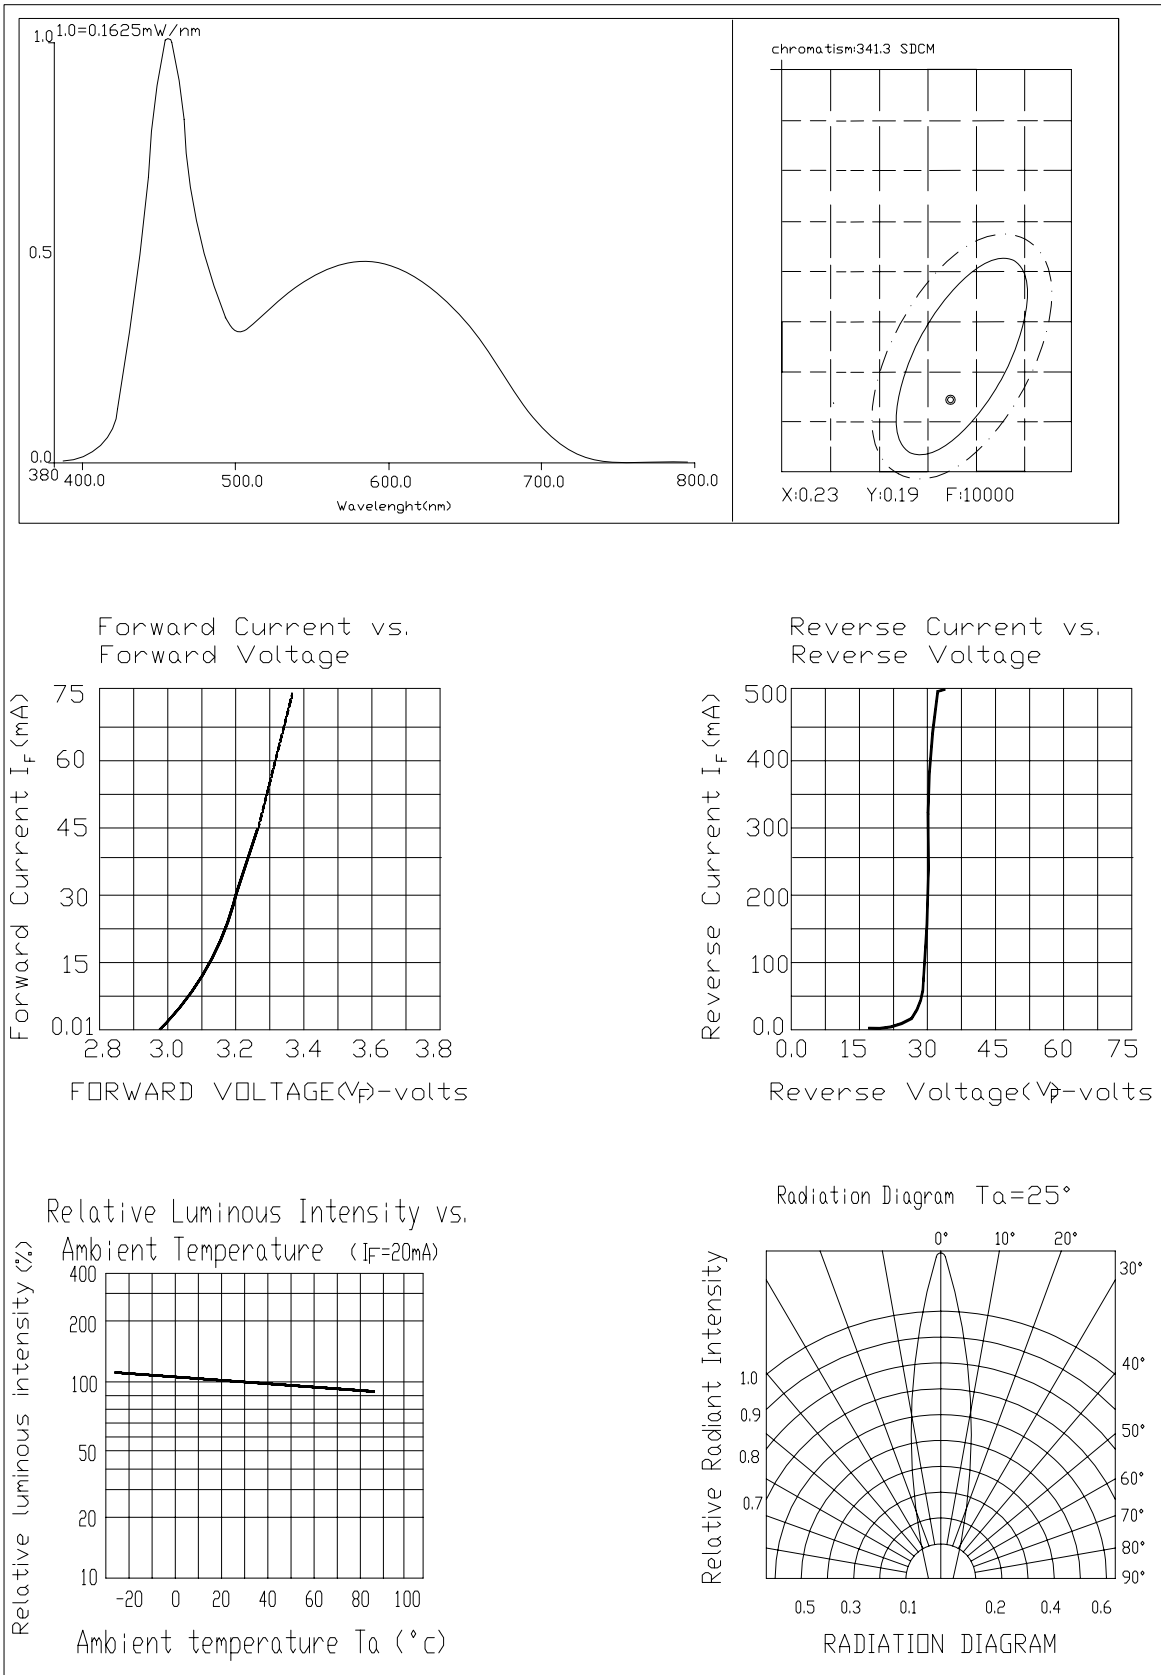 1.0=0.1625mW/nm
1.0
0.5
0.0
380 400.0 500.0 600.0 700.0 800.0
Wavelenght(nm)
chromatism:341.3 SDCM
X:0.23 Y:0.19 F:10000
Forward Current vs.
Forward Voltage
Forward Current IF(mA)
75
60
45
30
15
0.01
2.8 3.0 3.2 3.4 3.6 3.8
FORWARD VOLTAGE(VF)-volts
Reverse Current vs.
Reverse Voltage
Reverse Current IF(mA)
500
400
300
200
100
0.0
0.0 15 30 45 60 75
Reverse Voltage( )-volts
Relative Luminous Intensity vs.
Ambient Temperature (IF=20mA)
Relative luminous intensity (%)
400
200
100
50
20
10
-20 0 20 40 60 80 100
Ambient temperature Ta (°c)
Radiation Diagram Ta=25°
Relative Radiant Intensity
0° 10° 20°
30°
40°
50°
60°
70°
80°
90°
1.0
0.9
0.8
0.7
0.5 0.3 0.1 0.2 0.4 0.6
RADIATION DIAGRAM